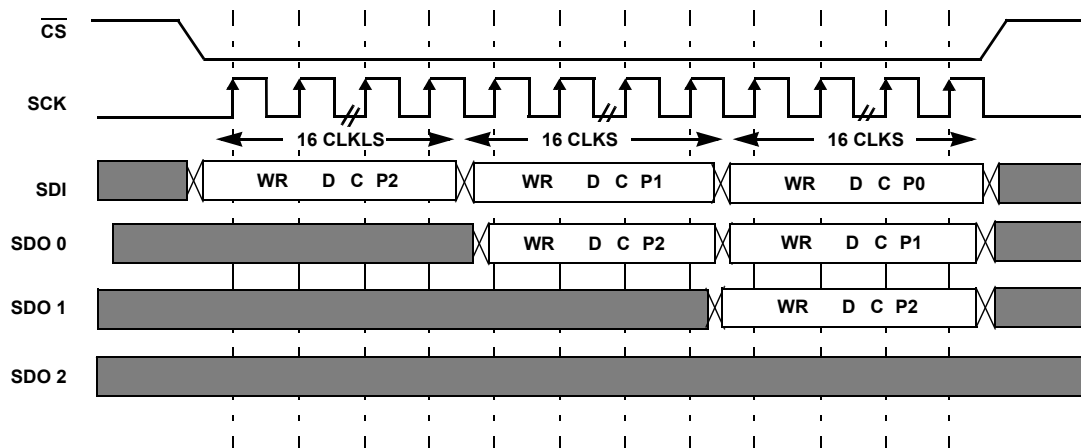 CS
SCK
16 CLKLS 16 CLKS 16 CLKS
SDI WR D C P2 WR D C P1 WR D C P0
SDO 0 WR D C P2 WR D C P1
SDO 1 WR D C P2
SDO 2